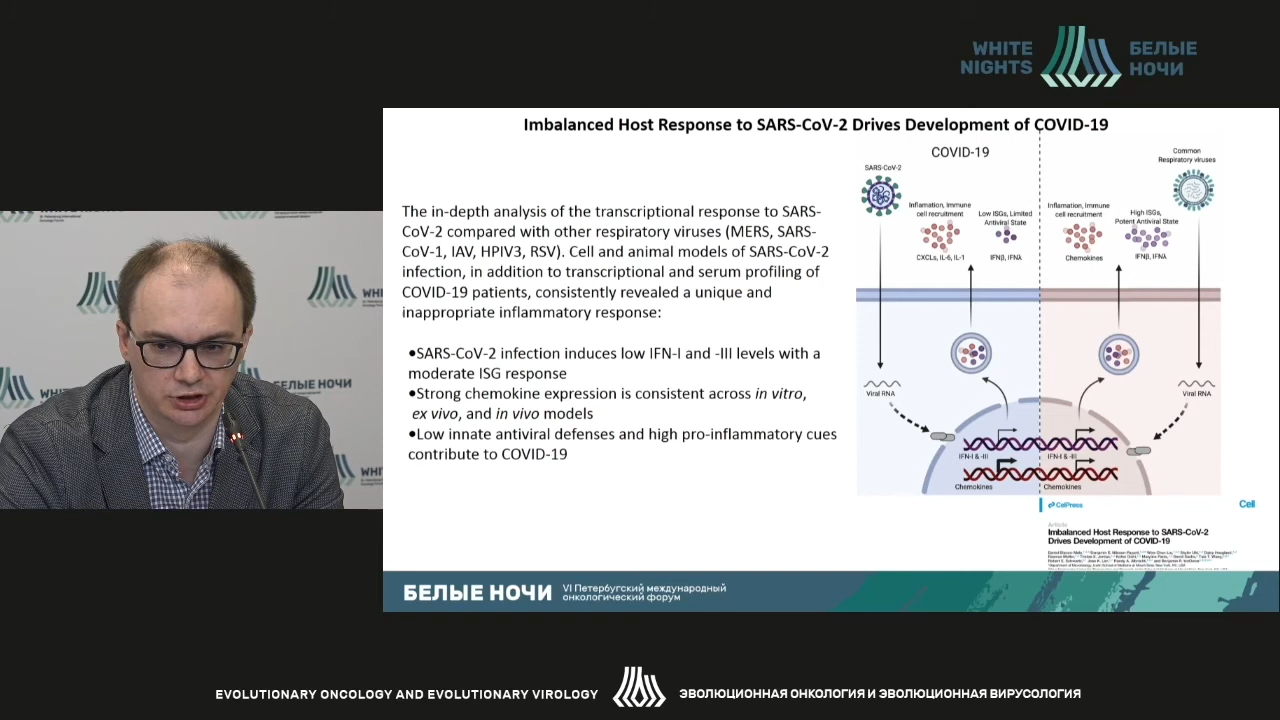 WHITE NIGHTS
БЕЛЫЕ НОЧИ
Imbalanced Host Response to SARS-CoV-2 Drives Development of COVID-19
The in-depth analysis of the transcriptional response to SARS-
CoV-2 compared with other respiratory viruses (MERS, SARS-
CoV-1, IAV, HPIV3, RSV). Cell and animal models of SARS-CoV-2
infection, in addition to transcriptional and serum profiling of
COVID-19 patients, consistently revealed a unique and
inappropriate inflammatory response:
•SARS-CoV-2 infection induces low IFN-I and -III levels with a
moderate ISG response
•Strong chemokine expression is consistent across in vitro,
ex vivo, and in vivo models
•Low innate antiviral defenses and high pro-inflammatory cues
contribute to COVID-19
COVID-19
SARS-CoV-2
Inflamation, Immune
cell recruitment
CXCLs, IL-6, IL-1
Low ISGs, Limited
Antiviral State
IFNβ, IFNλ
Inflamation, Immune
cell recruitment
Chemokines
High ISGs,
Potent Antiviral State
IFNβ, IFNλ
Common
Respiratory viruses
Viral RNA
Viral RNA
IFN-I & -III
IFN-I & -III
Chemokines
Chemokines
CelPress
Cell
Article
Imbalanced Host Response to SARS-CoV-2
Drives Development of COVID-19
БЕЛЫЕ НОЧИ
VI Петербугский международный
онкологический форум
БЕЛЫЕ НОЧИ
EVOLUTIONARY ONCOLOGY AND EVOLUTIONARY VIROLOGY
ЭВОЛЮЦИОННАЯ ОНКОЛОГИЯ И ЭВОЛЮЦИОННАЯ ВИРУСОЛОГИЯ